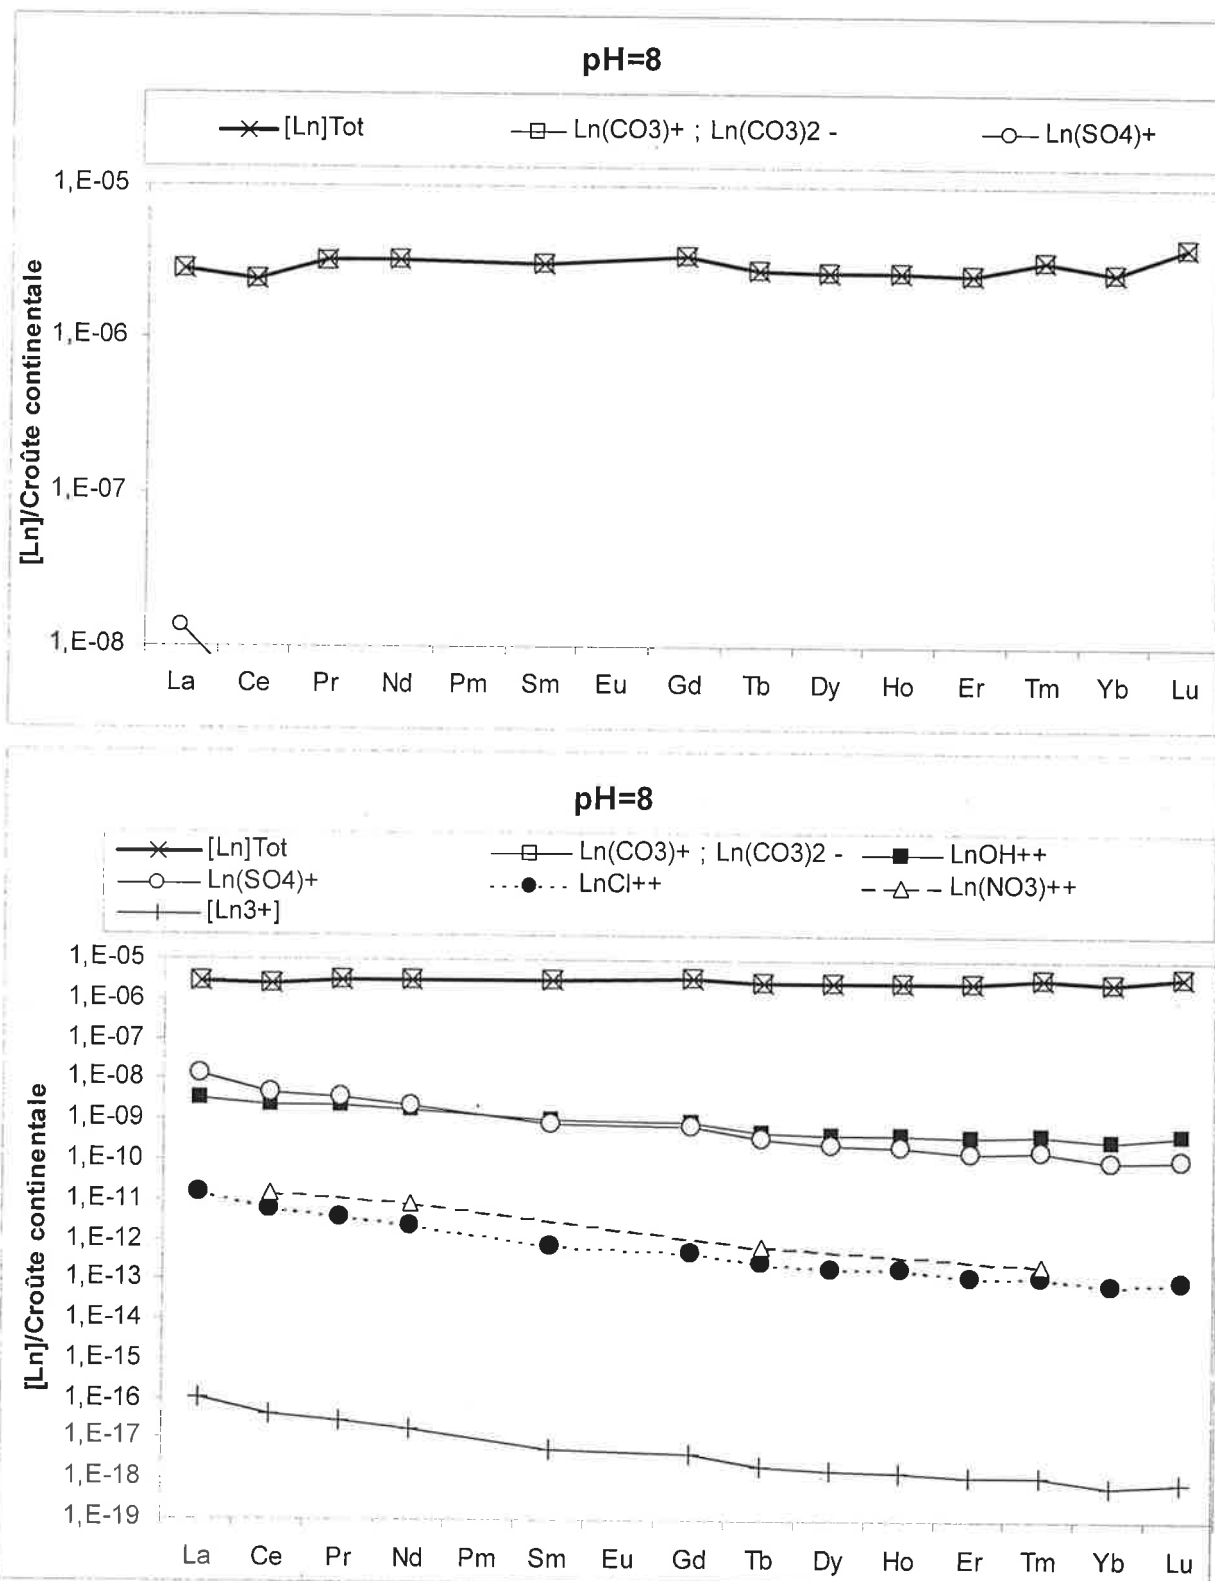 pH=8
[Ln]Tot Ln(CO3)+ ; Ln(CO3)2 - Ln(SO4)+
1,E-05
1,E-06
1,E-07
1,E-08
[Ln]/Croûte continentale
La Ce Pr Nd Pm Sm Eu Gd Tb Dy Ho Er Tm Yb Lu
pH=8
[Ln]Tot Ln(CO3)+ ; Ln(CO3)2 - LnOH++
Ln(SO4)+ LnCl++ Ln(NO3)++
[Ln3+]
1,E-05
1,E-06
1,E-07
1,E-08
1,E-09
1,E-10
1,E-11
1,E-12
1,E-13
1,E-14
1,E-15
1,E-16
1,E-17
1,E-18
1,E-19
[Ln]/Croûte continentale
La Ce Pr Nd Pm Sm Eu Gd Tb Dy Ho Er Tm Yb Lu